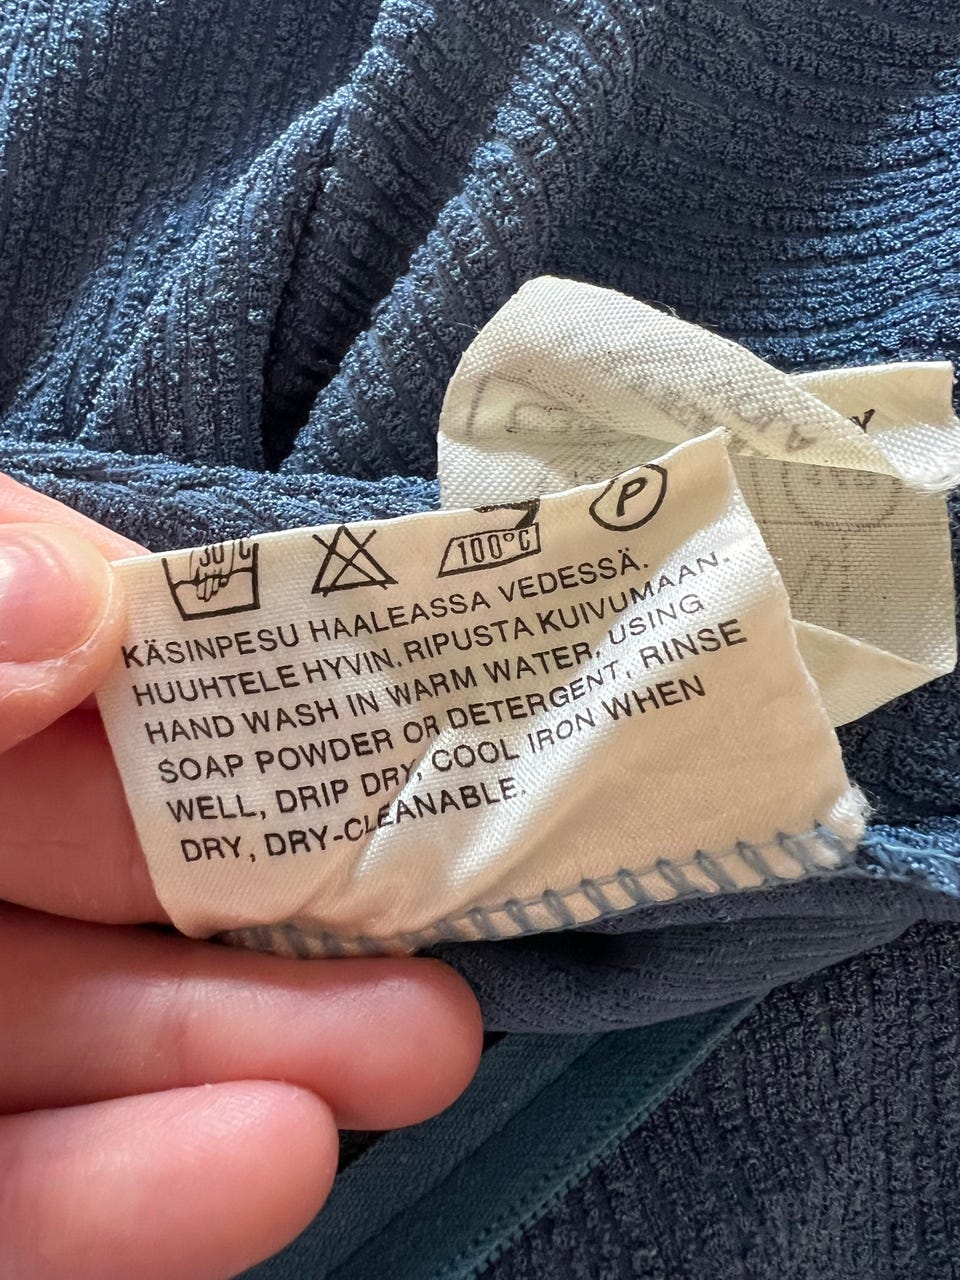 30°C 100°C P
KÄSINPESU HAALEASSA VEDESSÄ.
HUUHTELE HYVIN. RIPUSTA KUIVUMAAN.
HAND WASH IN WARM WATER, USING
SOAP POWDER OR DETERGENT, RINSE
WELL, DRIP DRY, COOL IRON WHEN
DRY, DRY-CLEANABLE.